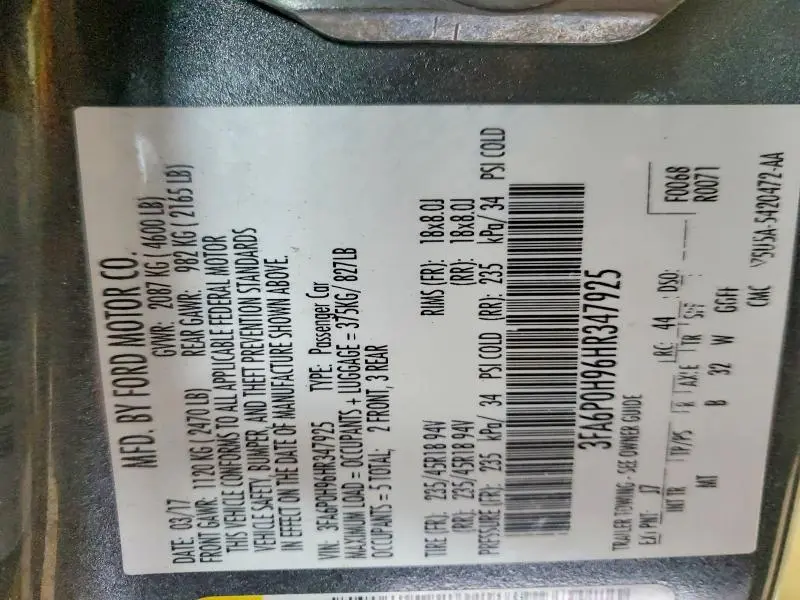 MFD. BY FORD MOTOR CO.
DATE: 03/17 GVWR: 2087 KG ( 4600 LB)
FRONT GAWR: 1120 KG ( 2470 LB) REAR GAWR: 982 KG ( 2165 LB)
THIS VEHICLE CONFORMS TO ALL APPLICABLE FEDERAL MOTOR
VEHICLE SAFETY, BUMPER, AND THEFT PREVENTION STANDARDS
IN EFFECT ON THE DATE OF MANUFACTURE SHOWN ABOVE.
VIN: 3FA6P0H96HR347925 TYPE: Passenger Car
MAXIMUM LOAD = OCCUPANTS + LUGGAGE = 375KG/ 827LB
OCCUPANTS = 5 TOTAL; 2 FRONT, 3 REAR
TIRE (FR): 235/45R18 94V RIMS (FR): 18x8.0J
(RR): 235/45R18 94V (RR): 18x8.0J
PRESSURE (FR): 235 kPa/ 34 PSI COLD (RR): 235 kPa/ 34 PSI COLD
3FA6P0H96HR347925
TRAILER TOWING - SEE OWNER GUIDE F0068
EXT PNT: J7 RC: 44 DSO: R0071
INT TR TP/PS R AXLE TR
MT B 32 W GGFF
CMC 5U5A-5420472-AA